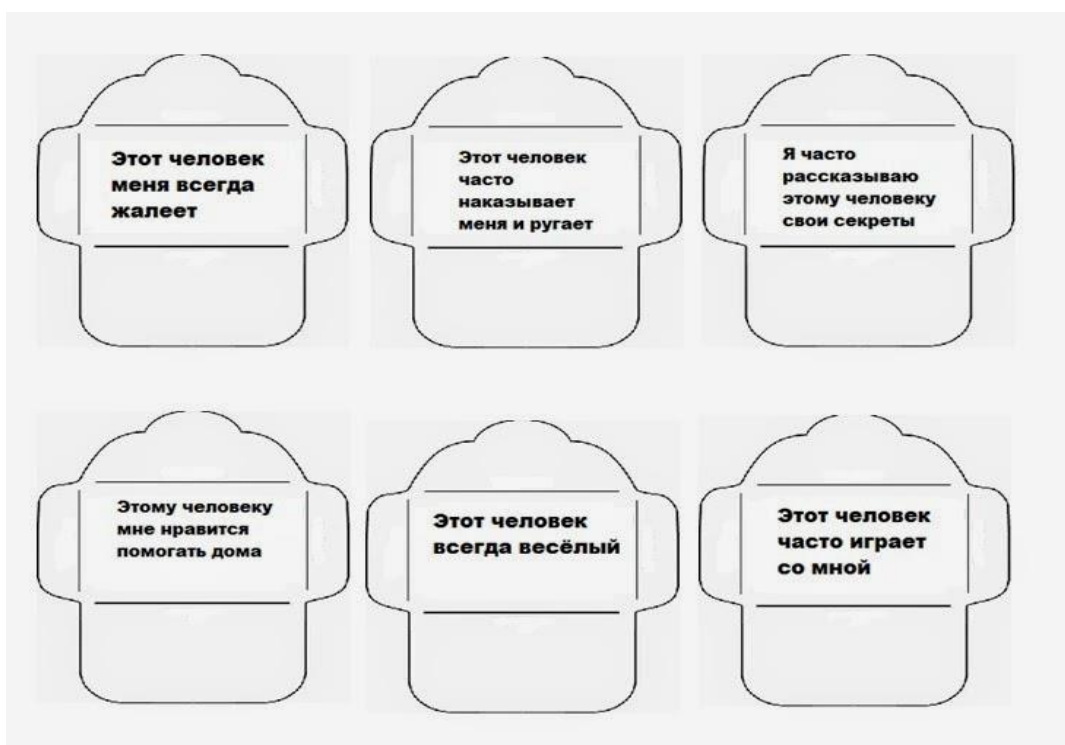 Этот человек
меня всегда
жалеет
Этот человек
часто
наказывает
меня и ругает
Я часто
рассказываю
этому человеку
свои секреты
Этому человеку
мне нравится
помогать дома
Этот человек
всегда весёлый
Этот человек
часто играет
со мной